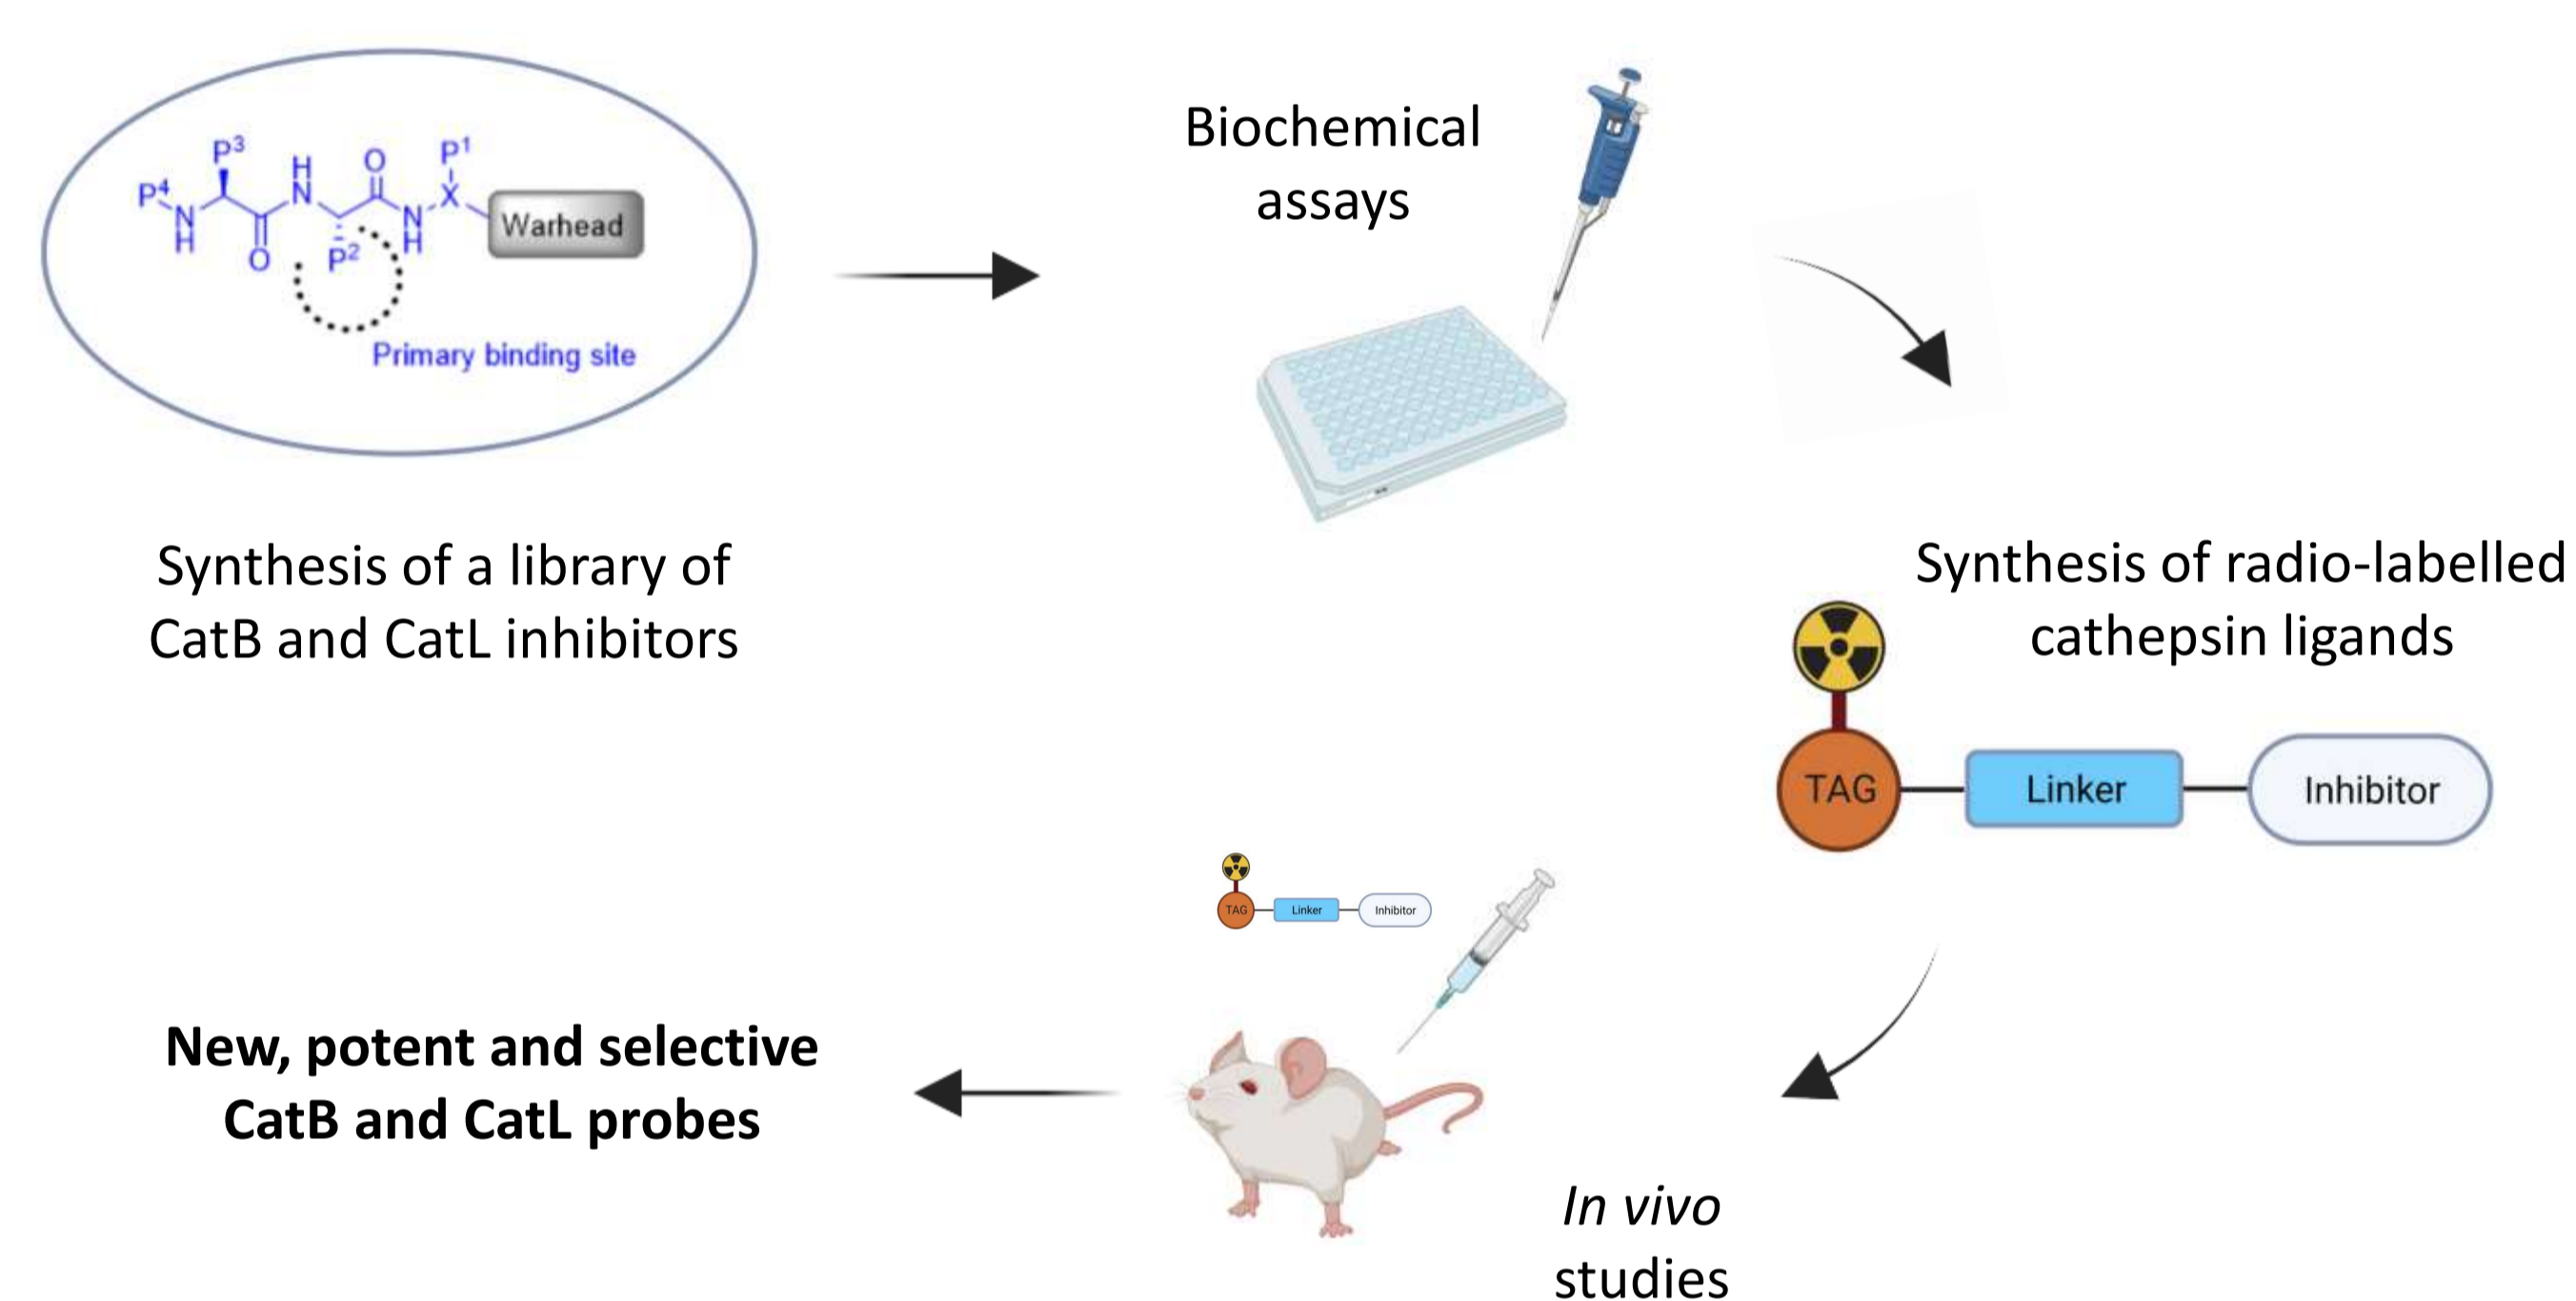 P³
H
O
P¹
P⁴
N
N
X
N
H
O
P²
H
Warhead
Primary binding site
Synthesis of a library of
CatB and CatL inhibitors
Biochemical
assays
Synthesis of radio-labelled
cathepsin ligands
TAG
Linker
Inhibitor
TAG
Linker
Inhibitor
In vivo
studies
New, potent and selective
CatB and CatL probes